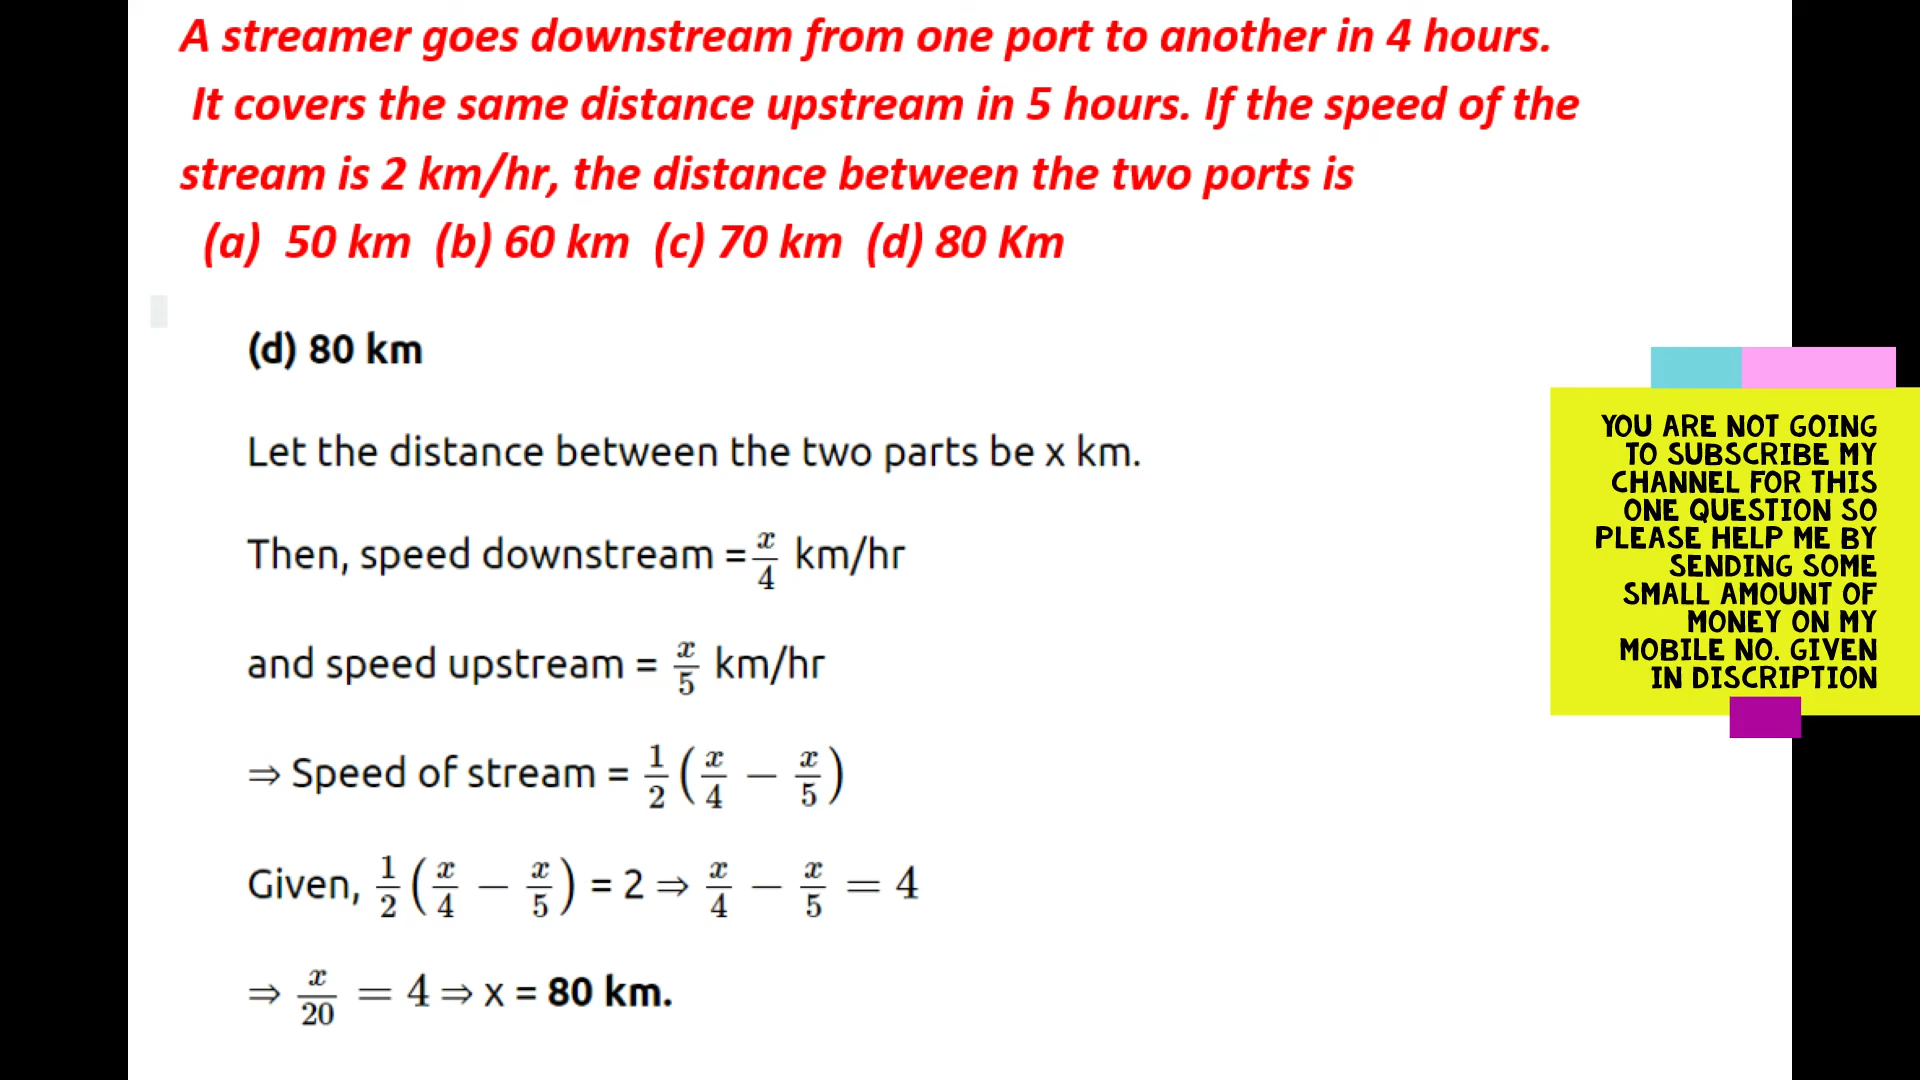 A streamer goes downstream from one port to another in 4 hours.
It covers the same distance upstream in 5 hours. If the speed of the
stream is 2 km/hr, the distance between the two ports is
(a) 50 km (b) 60 km (c) 70 km (d) 80 Km
(d) 80 km
Let the distance between the two parts be x km.
Then, speed downstream = x/4 km/hr
and speed upstream = x/5 km/hr
⇒ Speed of stream = 1/2 (x/4 − x/5)
Given, 1/2 (x/4 − x/5) = 2 ⇒ x/4 − x/5 = 4
⇒ x/20 = 4 ⇒ x = 80 km.
YOU ARE NOT GOING
TO SUBSCRIBE MY
CHANNEL FOR THIS
ONE QUESTION SO
PLEASE HELP ME BY
SENDING SOME
SMALL AMOUNT OF
MONEY ON MY
MOBILE NO. GIVEN
IN DISCRIPTION